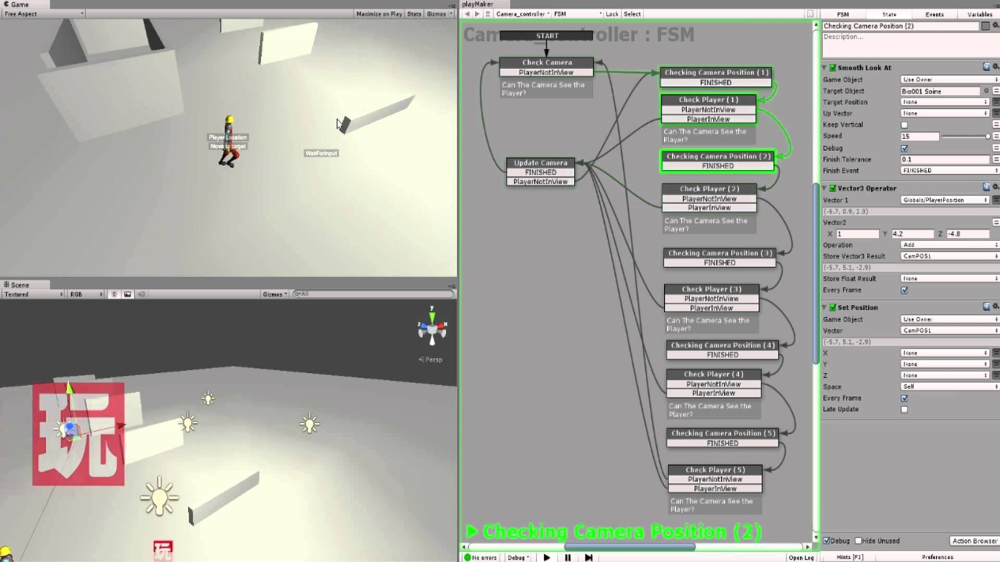 Game
Free Aspect
Maximize on Play
Stats
Gizmos
Player Location
Move to target
WaitForInput
Scene
Textured
RGB
Gizmos
All
y
x
z
Persp
玩
玩
playMaker
Camera_controller
FSM
Lock
Select
Camera_controller : FSM
START
Check Camera
PlayerNotInView
Can The Camera See the
Player?
Update Camera
FINISHED
PlayerNotInView
Checking Camera Position (1)
FINISHED
Check Player (1)
PlayerNotInView
PlayerInView
Can The Camera See the
Player?
Checking Camera Position (2)
FINISHED
Check Player (2)
PlayerNotInView
PlayerInView
Can The Camera See the
Player?
Checking Camera Position (3)
FINISHED
Check Player (3)
PlayerNotInView
PlayerInView
Can The Camera See the
Player?
Checking Camera Position (4)
FINISHED
Check Player (4)
PlayerNotInView
PlayerInView
Can The Camera See the
Player?
Checking Camera Position (5)
FINISHED
Check Player (5)
PlayerNotInView
PlayerInView
Can The Camera See the
Player?
Checking Camera Position (2)
No errors
Debug
Open Log
FSM
State
Events
Variables
Checking Camera Position (2)
Description...
Smooth Look At
Game Object
Use Owner
Target Object
Bip001 Spine
Target Position
None
Up Vector
None
Keep Vertical
Speed
15
Debug
Finish Tolerance
0.1
Finish Event
FINISHED
Vector3 Operator
Vector 1
Globals/PlayerPosition
(-6.7, 0.9, 1.9)
Vector2
X 1 Y 4.2 Z -4.8
Operation
Add
Store Vector3 Result
CamPOS1
(-5.7, 5.1, -2.9)
Store Float Result
None
Every Frame
Set Position
Game Object
Use Owner
Vector
CamPOS1
(-5.7, 5.1, -2.9)
X
None
Y
None
Z
None
Space
Self
Every Frame
Late Update
Debug
Hide Unused
Action Browser
Hints [F1]
Preferences